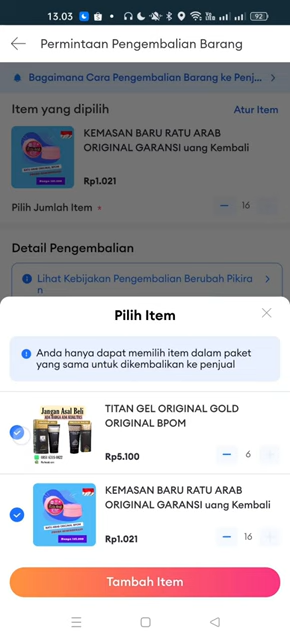 13.03
92
Permintaan Pengembalian Barang
Bagaimana Cara Pengembalian Barang ke Penj...
Item yang dipilih
Atur Item
KEMASAN BARU RATU ARAB
ORIGINAL GARANSI uang Kembali
Rp1.021
Pilih Jumlah Item •
16
Detail Pengembalian
Lihat Kebijakan Pengembalian Berubah Pikira
n
Pilih Item
Anda hanya dapat memilih item dalam paket
yang sama untuk dikembalikan ke penjual
Jangan Asal Beli
TITAN GEL ORIGINAL GOLD
ORIGINAL BPOM
Rp5.100
6
KEMASAN BARU RATU ARAB
ORIGINAL GARANSI uang Kembali
Rp1.021
16
Tambah Item